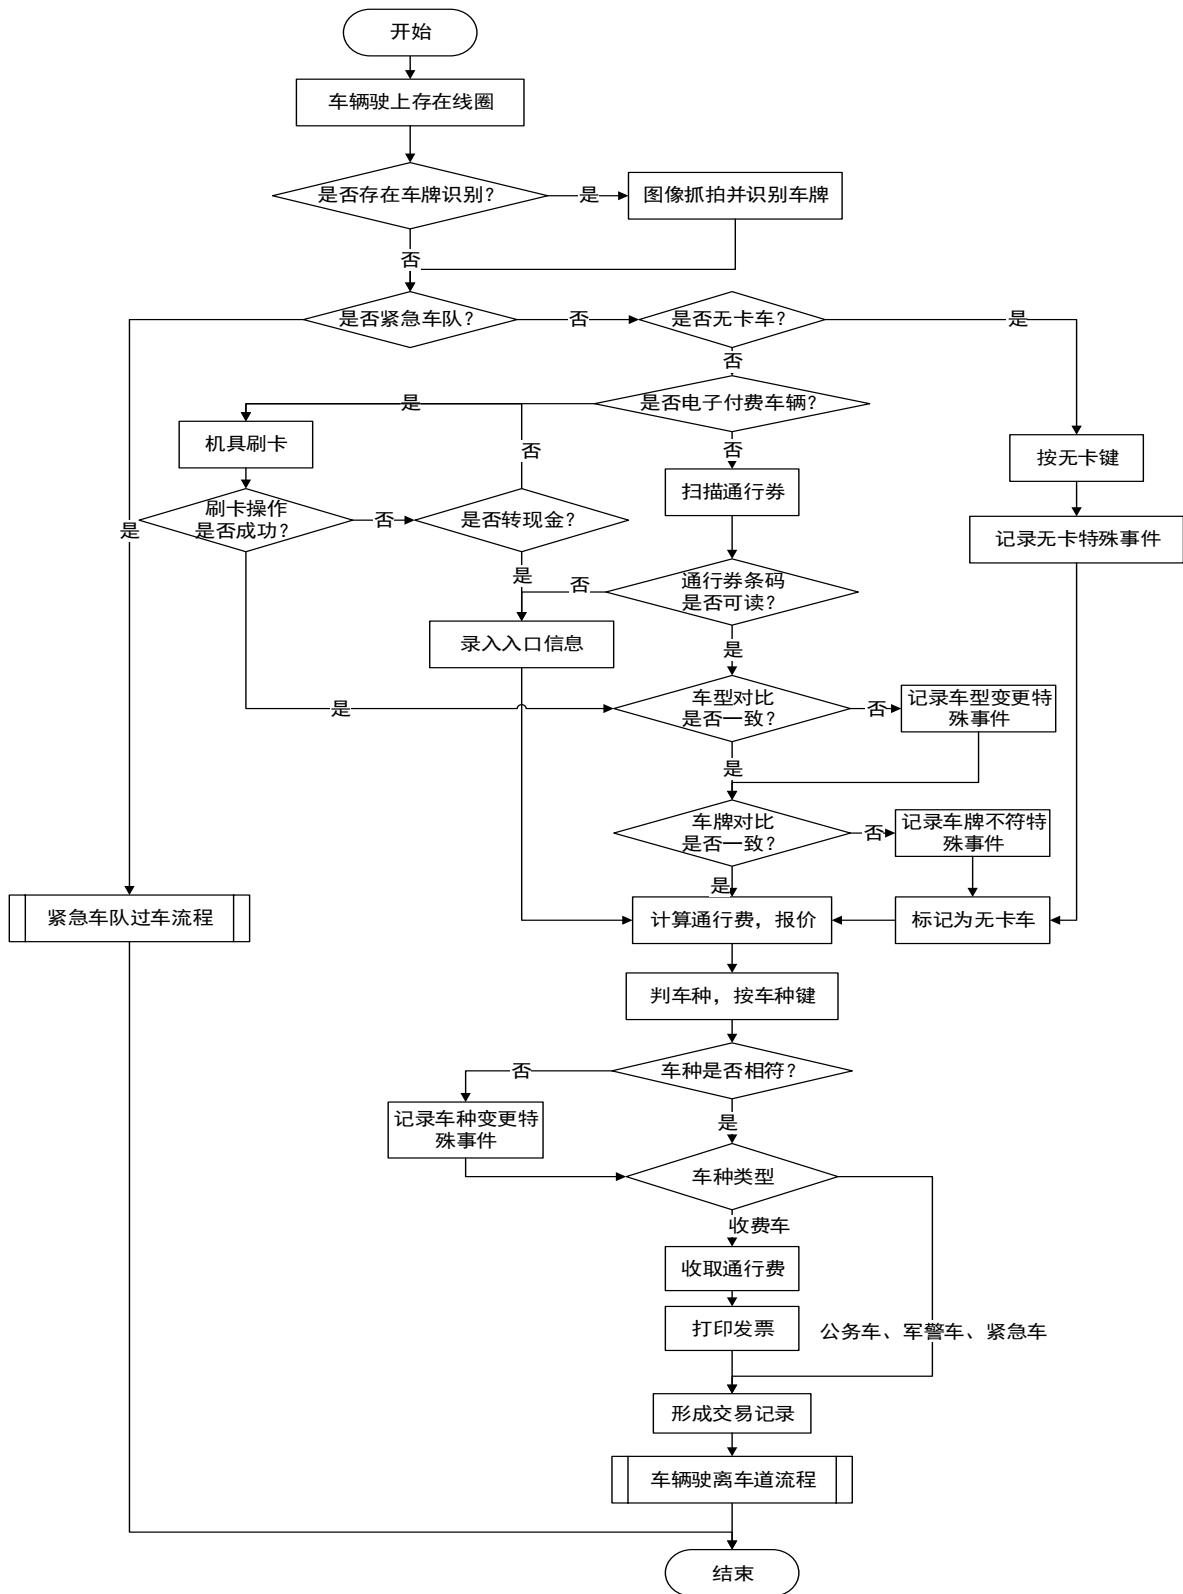 开始
车辆驶上存在线圈
是否存在车牌识别？
是
图像抓拍并识别车牌
否
是否紧急车队？
否
是否无卡车？
是
否
是
是否电子付费车辆？
机具刷卡
否
否
扫描通行券
按无卡键
是
刷卡操作
是否成功？
否
是否转现金？
记录无卡特殊事件
是
否
通行券条码
是否可读？
录入入口信息
是
是
车型对比
是否一致？
否
记录车型变更特
殊事件
是
车牌对比
是否一致？
否
记录车牌不符特
殊事件
是
紧急车队过车流程
计算通行费，报价
标记为无卡车
判车种，按车种键
否
车种是否相符？
记录车种变更特
殊事件
是
车种类型
收费车
收取通行费
打印发票
公务车、军警车、紧急车
形成交易记录
车辆驶离车道流程
结束